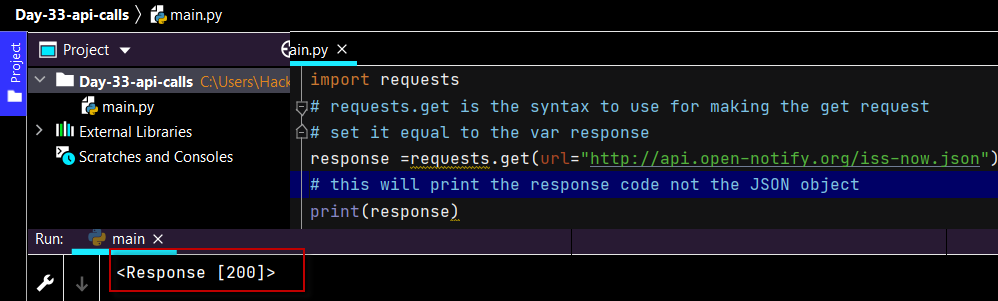 Day-33-api-calls
main.py
Project
Project
ain.py
Day-33-api-calls C:\Users\Hack
main.py
External Libraries
Scratches and Consoles
import requests
# requests.get is the syntax to use for making the get request
# set it equal to the var response
response =requests.get(url="http://api.open-notify.org/iss-now.json")
# this will print the response code not the JSON object
print(response)
Run:
main
<Response [200]>